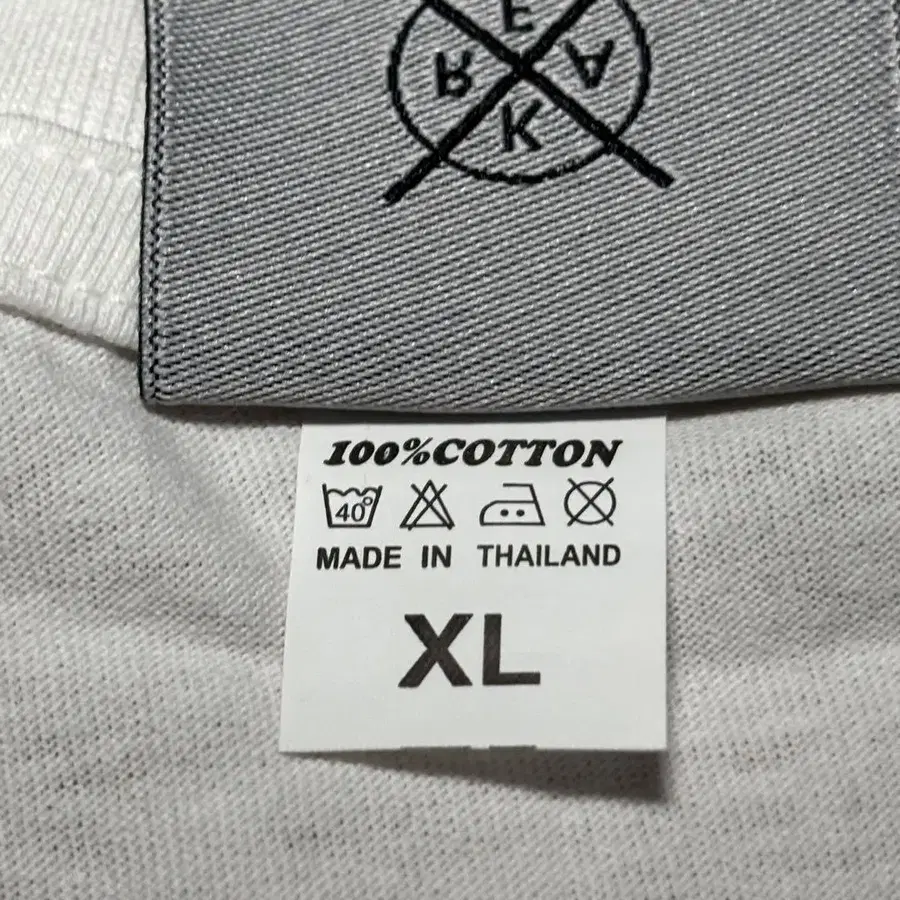 E
R A
K
100%COTTON
40°
MADE IN THAILAND
XL